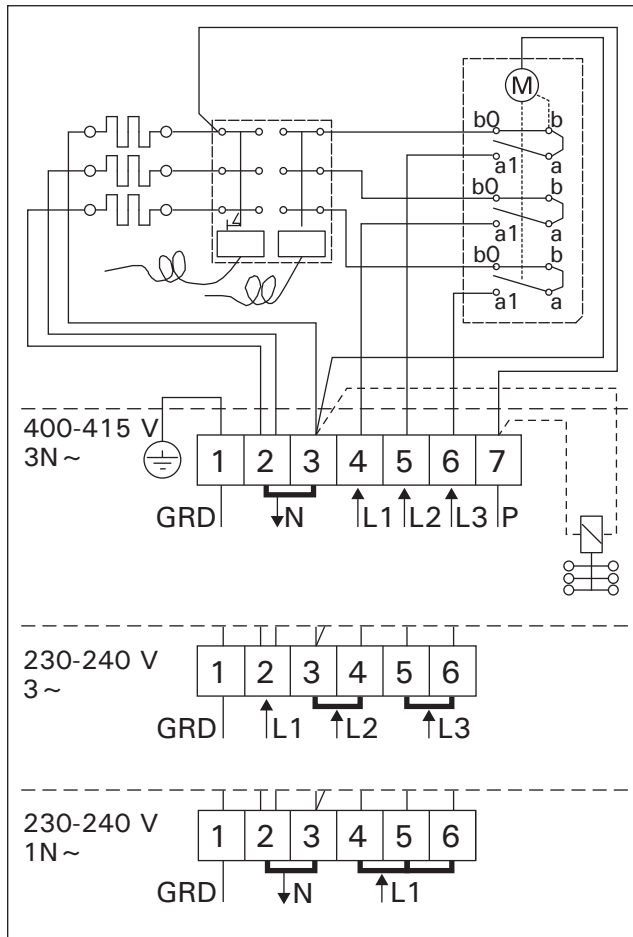 M
b0 b
a1 a
b0 b
a1 a
b0 b
a1 a
400-415 V
3N~
1 2 3 4 5 6 7
GRD N L1 L2 L3 P
230-240 V
3~
1 2 3 4 5 6
GRD L1 L2 L3
230-240 V
1N~
1 2 3 4 5 6
GRD N L1